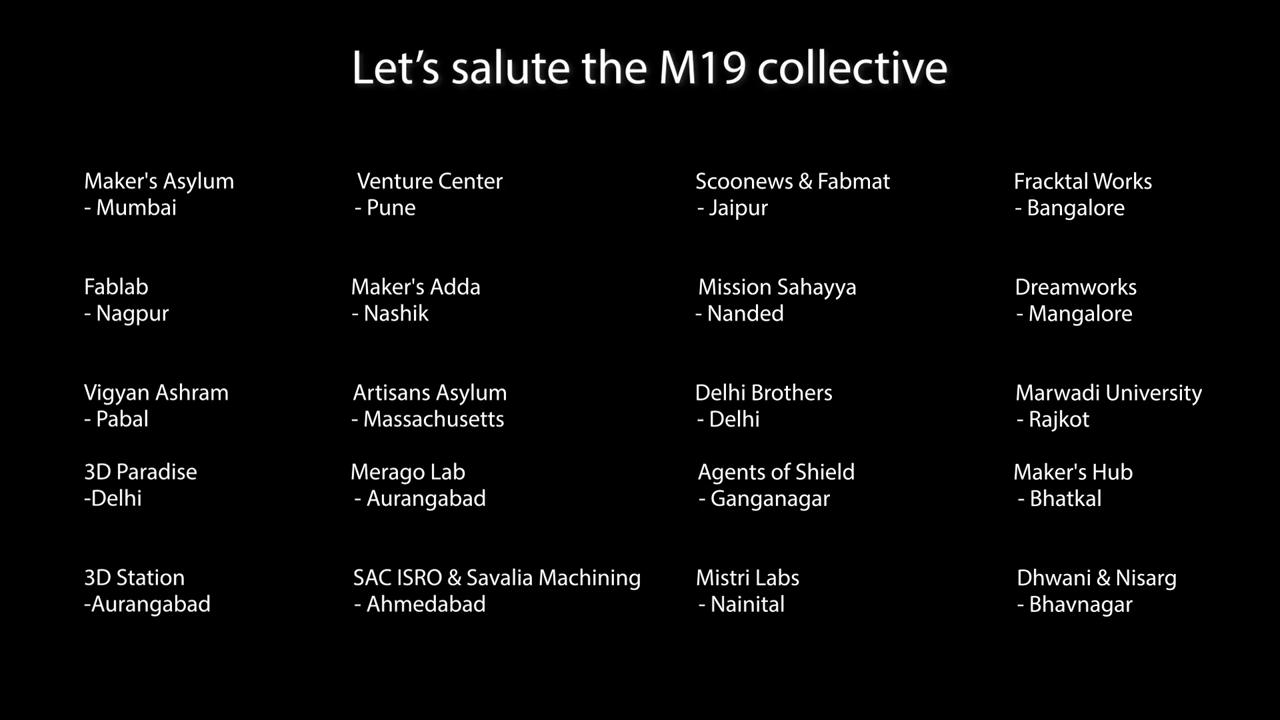 Let's salute the M19 collective
Maker's Asylum
- Mumbai
Venture Center
- Pune
Scoonews & Fabmat
- Jaipur
Fracktal Works
- Bangalore
Fablab
- Nagpur
Maker's Adda
- Nashik
Mission Sahayya
- Nanded
Dreamworks
- Mangalore
Vigyan Ashram
- Pabal
Artisans Asylum
- Massachusetts
Delhi Brothers
- Delhi
Marwadi University
- Rajkot
3D Paradise
-Delhi
Merago Lab
- Aurangabad
Agents of Shield
- Ganganagar
Maker's Hub
- Bhatkal
3D Station
-Aurangabad
SAC ISRO & Savalia Machining
- Ahmedabad
Mistri Labs
- Nainital
Dhwani & Nisarg
- Bhavnagar